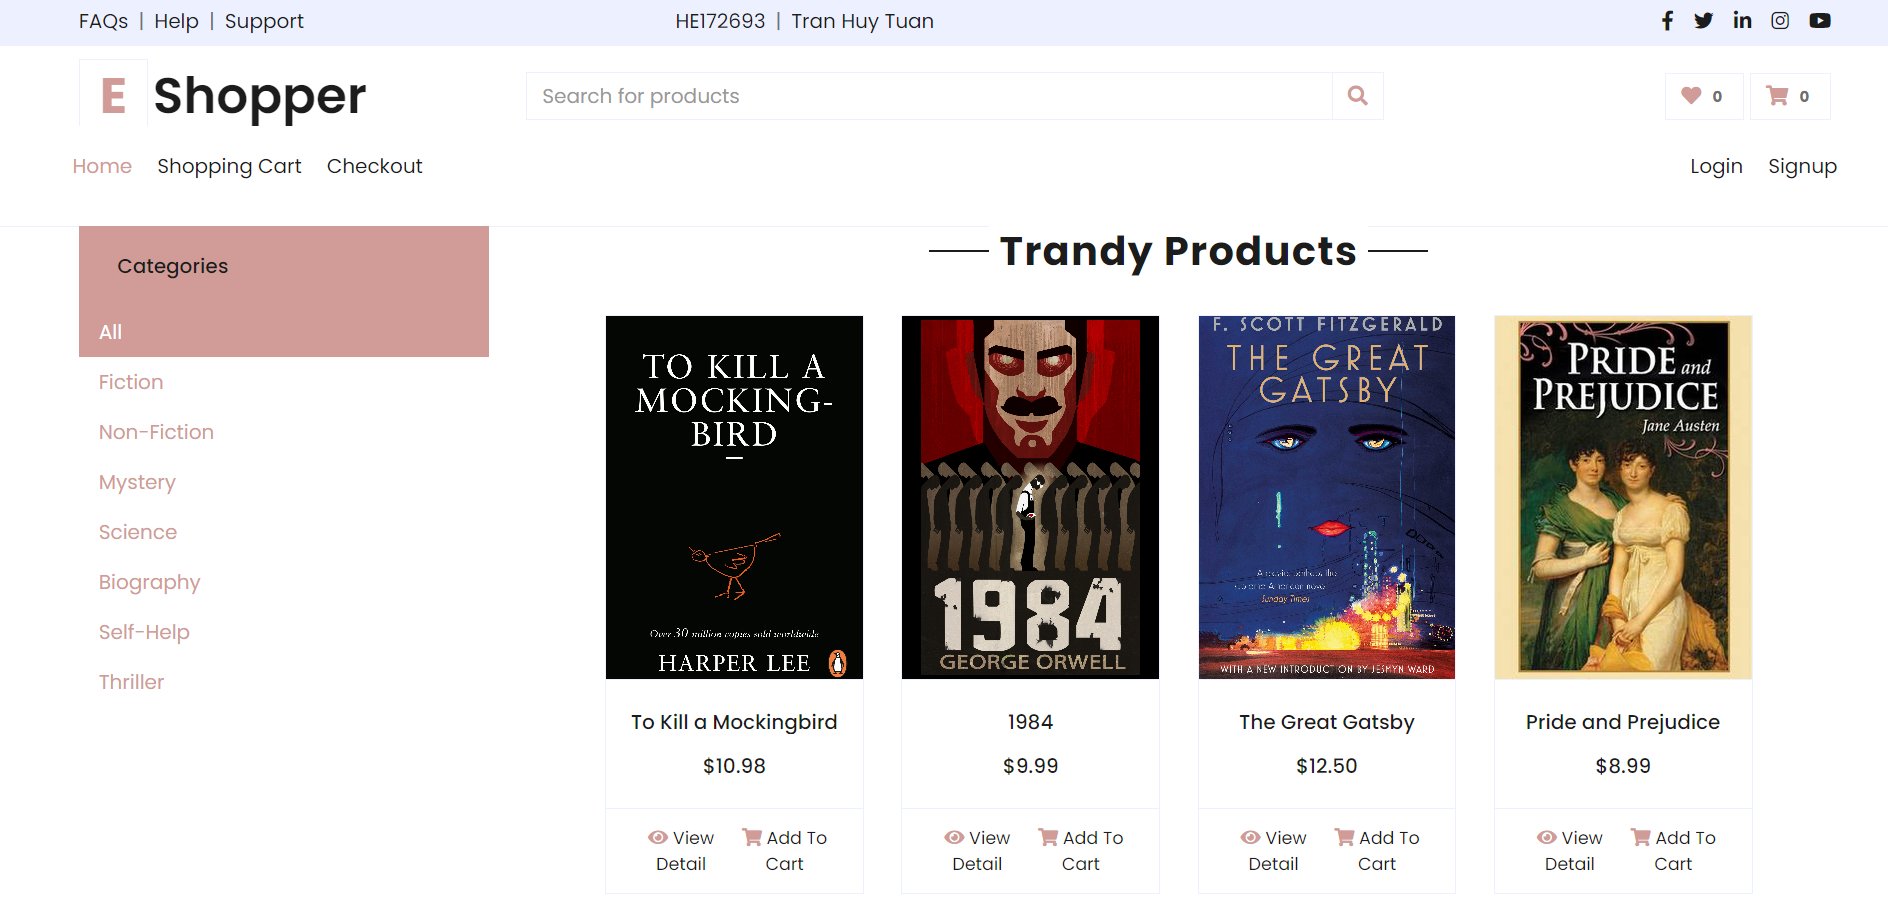 FAQs | Help | Support
HE172693 | Tran Huy Tuan
E Shopper
Search for products
0
0
Home Shopping Cart Checkout
Login Signup
Categories
All
Fiction
Non-Fiction
Mystery
Science
Biography
Self-Help
Thriller
Trandy Products
TO KILL A
MOCKING-
BIRD
Over 30 million copies sold worldwide
HARPER LEE
To Kill a Mockingbird
$10.98
View Detail
Add To Cart
1984
GEORGE ORWELL
1984
$9.99
View Detail
Add To Cart
F. SCOTT FITZGERALD
THE GREAT
GATSBY
Sunday Times
WITH A NEW INTRODUCTION BY JESMYN WARD
The Great Gatsby
$12.50
View Detail
Add To Cart
PRIDE and
PREJUDICE
Jane Austen
Pride and Prejudice
$8.99
View Detail
Add To Cart